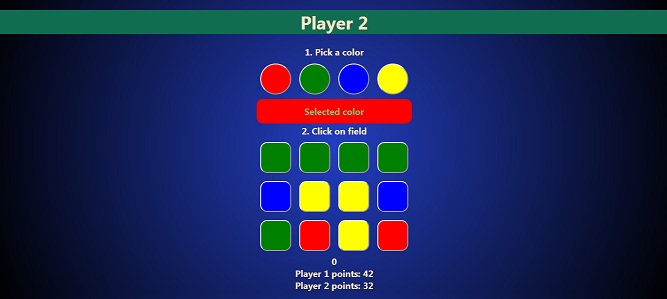 Player 2
1. Pick a color
Selected color
2. Click on field
0
Player 1 points: 42
Player 2 points: 32